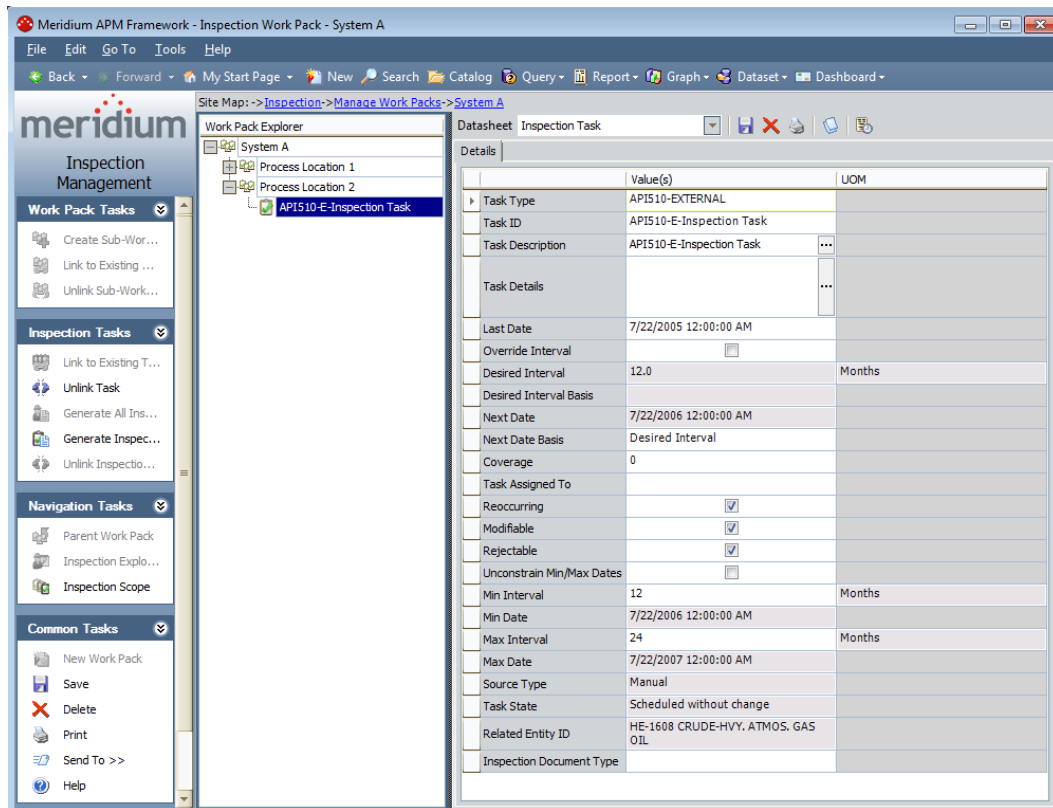 Meridium APM Framework - Inspection Work Pack - System A
File Edit Go To Tools Help
Back Forward My Start Page New Search Catalog Query Report Graph Dataset Dashboard
meridium
Inspection
Management
Work Pack Tasks
Create Sub-Wor...
Link to Existing ...
Unlink Sub-Work...
Inspection Tasks
Link to Existing T...
Unlink Task
Generate All Ins...
Generate Inspec...
Unlink Inspectio...
Navigation Tasks
Parent Work Pack
Inspection Explo...
Inspection Scope
Common Tasks
New Work Pack
Save
Delete
Print
Send To >>
Help
Site Map: ->Inspection->Manage Work Packs->System A
Work Pack Explorer
System A
Process Location 1
Process Location 2
API510-E-Inspection Task
Datasheet Inspection Task
Details
Value(s) UOM
Task Type API510-EXTERNAL
Task ID API510-E-Inspection Task
Task Description API510-E-Inspection Task ...
Task Details ...
Last Date 7/22/2005 12:00:00 AM
Override Interval
Desired Interval 12.0 Months
Desired Interval Basis
Next Date 7/22/2006 12:00:00 AM
Next Date Basis Desired Interval
Coverage 0
Task Assigned To
Reoccurring
Modifiable
Rejectable
Unconstrain Min/Max Dates
Min Interval 12 Months
Min Date 7/22/2006 12:00:00 AM
Max Interval 24 Months
Max Date 7/22/2007 12:00:00 AM
Source Type Manual
Task State Scheduled without change
Related Entity ID HE-1608 CRUDE-HVY. ATMOS. GAS
OIL
Inspection Document Type